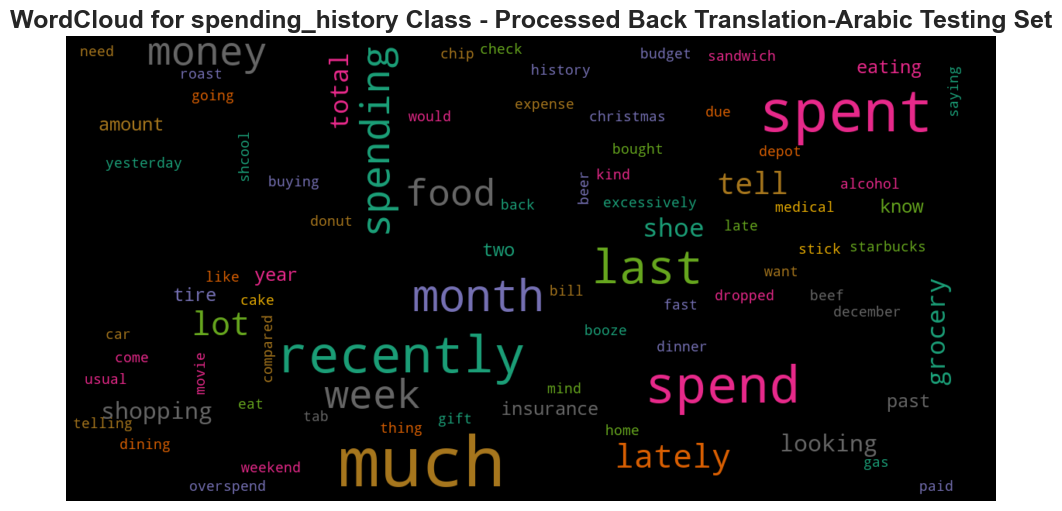 WordCloud for spending_history Class - Processed Back Translation-Arabic Testing Set
need
money
roast
going
total
spending
chip
check
history
budget
sandwich
eating
saying
amount
would
expense
christmas
due
spent
yesterday
shcool
buying
food
back
beer
kind
bought
excessively
depot
tell
alcohol
medical
know
donut
two
shoe
late
stick
starbucks
like
year
tire
cake
month
bill
last
want
fast
dropped
beef
december
grocery
lot
car
come
usual
movie
compared
recently
booze
dinner
shopping
eat
week
tab
mind
gift
insurance
spend
past
telling
dining
thing
home
looking
weekend
overspend
much
lately
gas
paid